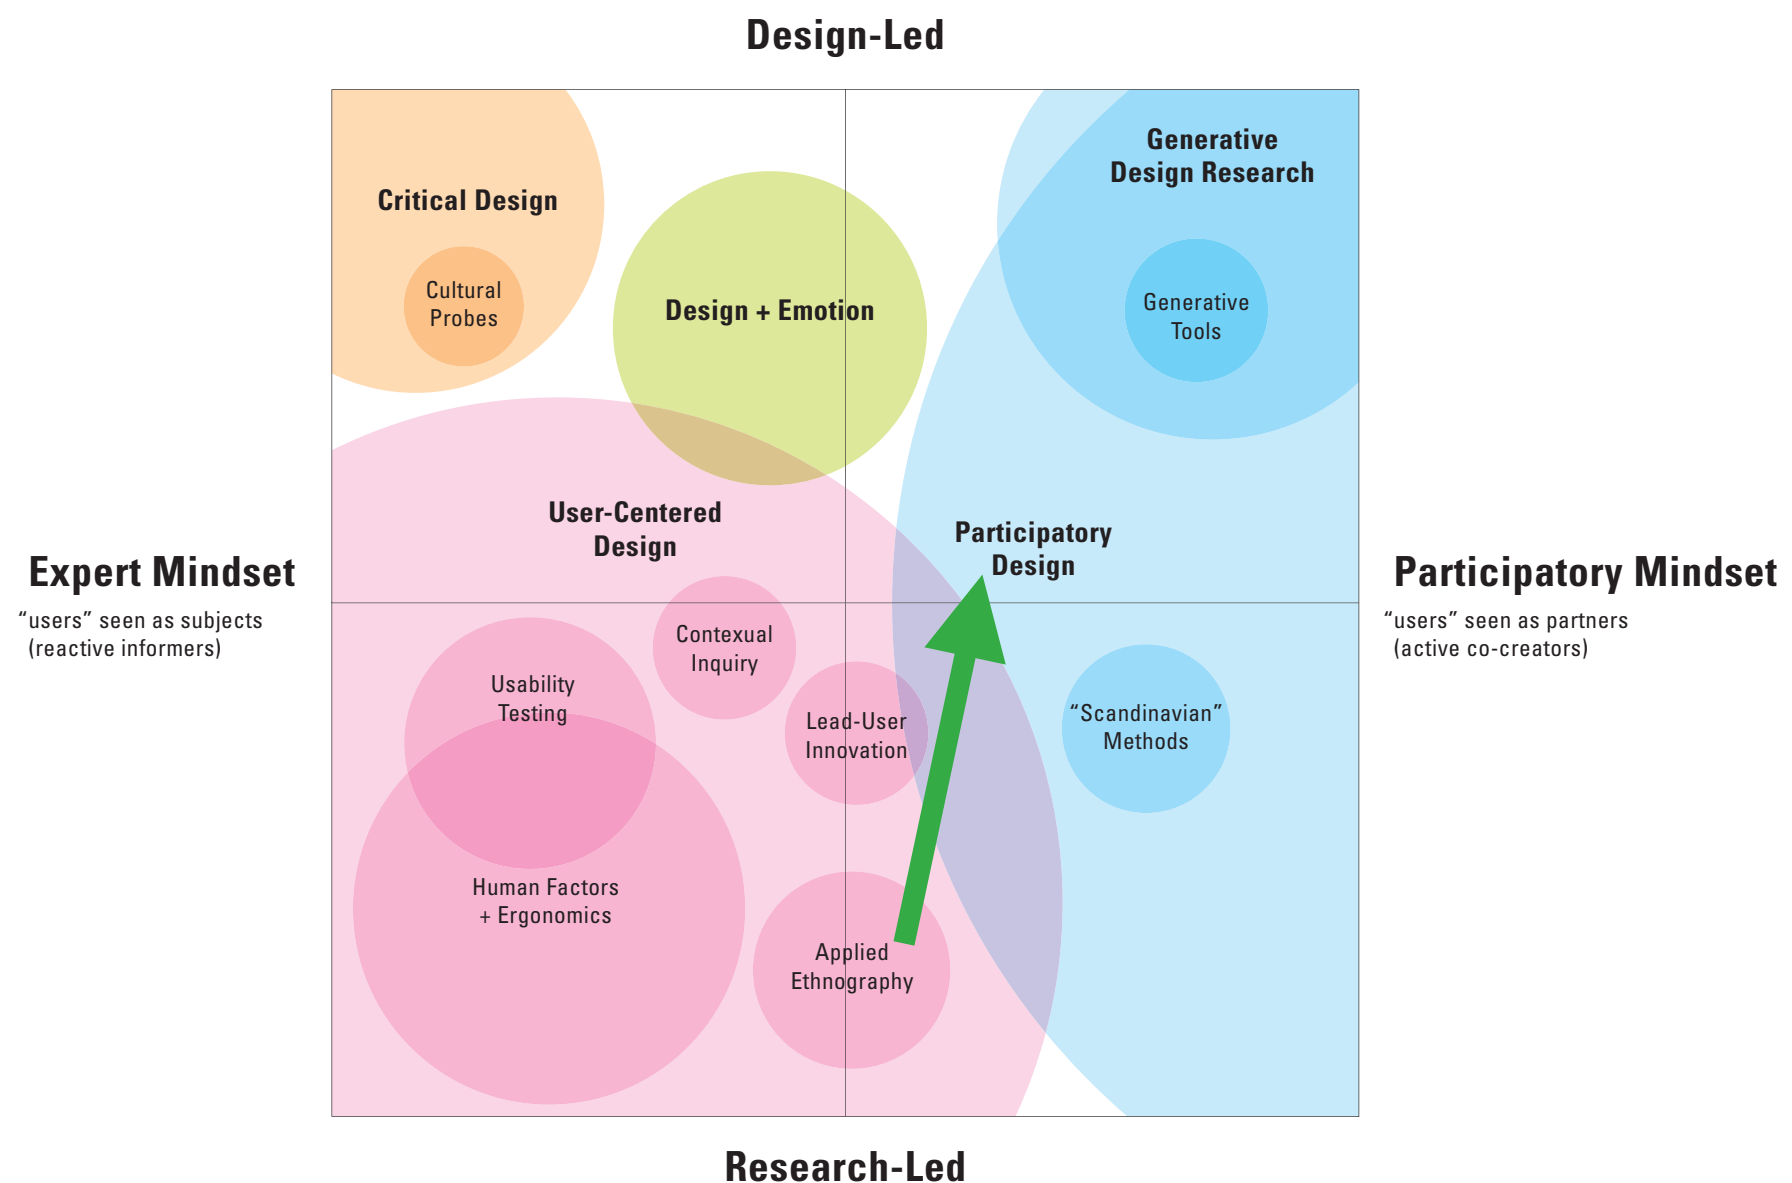 Design-Led
Generative
Design Research
Critical Design
Cultural
Probes
Design + Emotion
Generative
Tools
User-Centered
Design
Participatory
Design
Expert Mindset
“users” seen as subjects
(reactive informers)
Participatory Mindset
“users” seen as partners
(active co-creators)
Contexual
Inquiry
Usability
Testing
Lead-User
Innovation
“Scandinavian”
Methods
Human Factors
+ Ergonomics
Applied
Ethnography
Research-Led